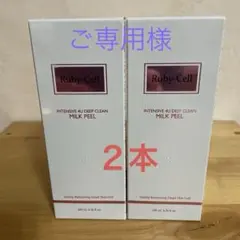 ご専用様
Ruby-Cell
Ruby-Cell
INTENSIVE 4U DEEP CLEAN
MILK PEEL
INTENSIVE 4U DEEP CLEAN
MILK PEEL
2本